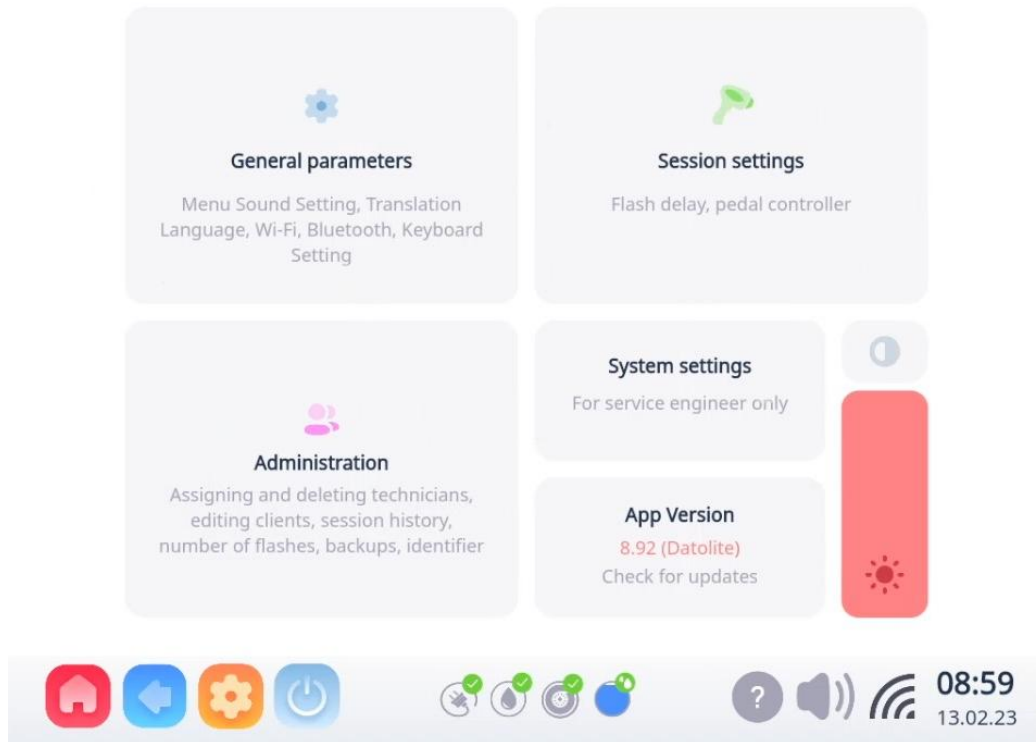 General parameters
Menu Sound Setting, Translation
Language, Wi-Fi, Bluetooth, Keyboard
Setting
Session settings
Flash delay, pedal controller
Administration
Assigning and deleting technicians,
editing clients, session history,
number of flashes, backups, identifier
System settings
For service engineer only
App Version
8.92 (Datolite)
Check for updates
?
08:59
13.02.23